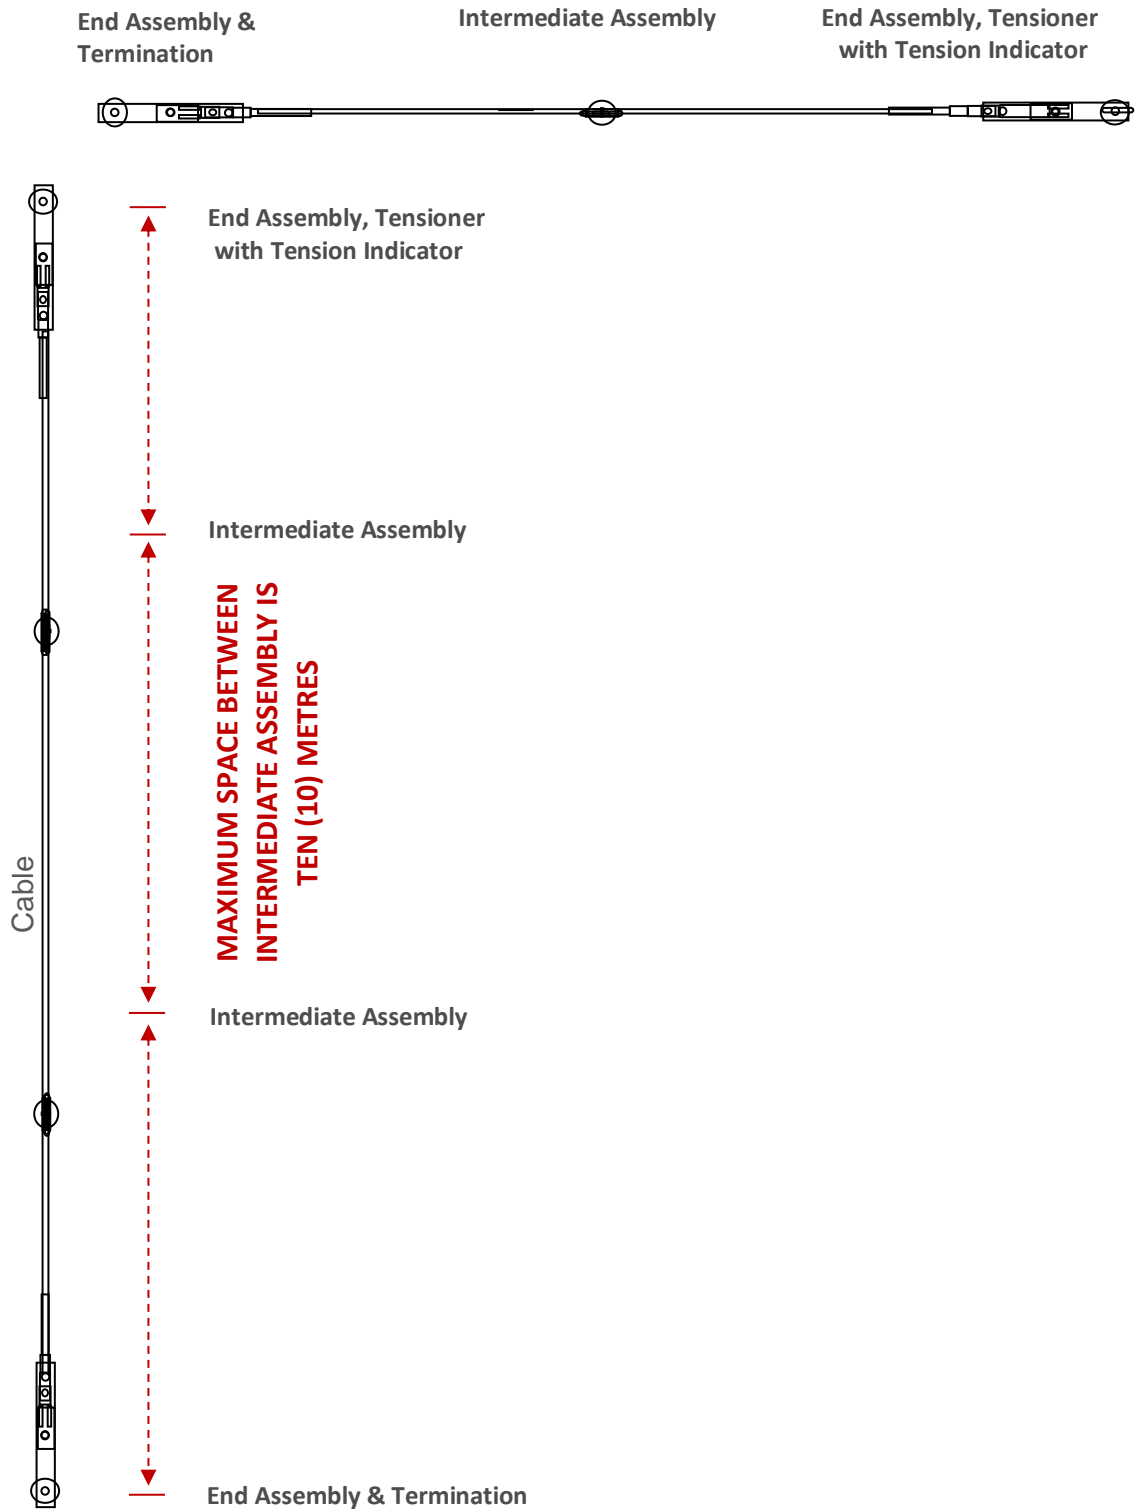 End Assembly &
Termination
Intermediate Assembly
End Assembly, Tensioner
with Tension Indicator
End Assembly, Tensioner
with Tension Indicator
Intermediate Assembly
MAXIMUM SPACE BETWEEN
INTERMEDIATE ASSEMBLY IS
TEN (10) METRES
Cable
Intermediate Assembly
End Assembly & Termination